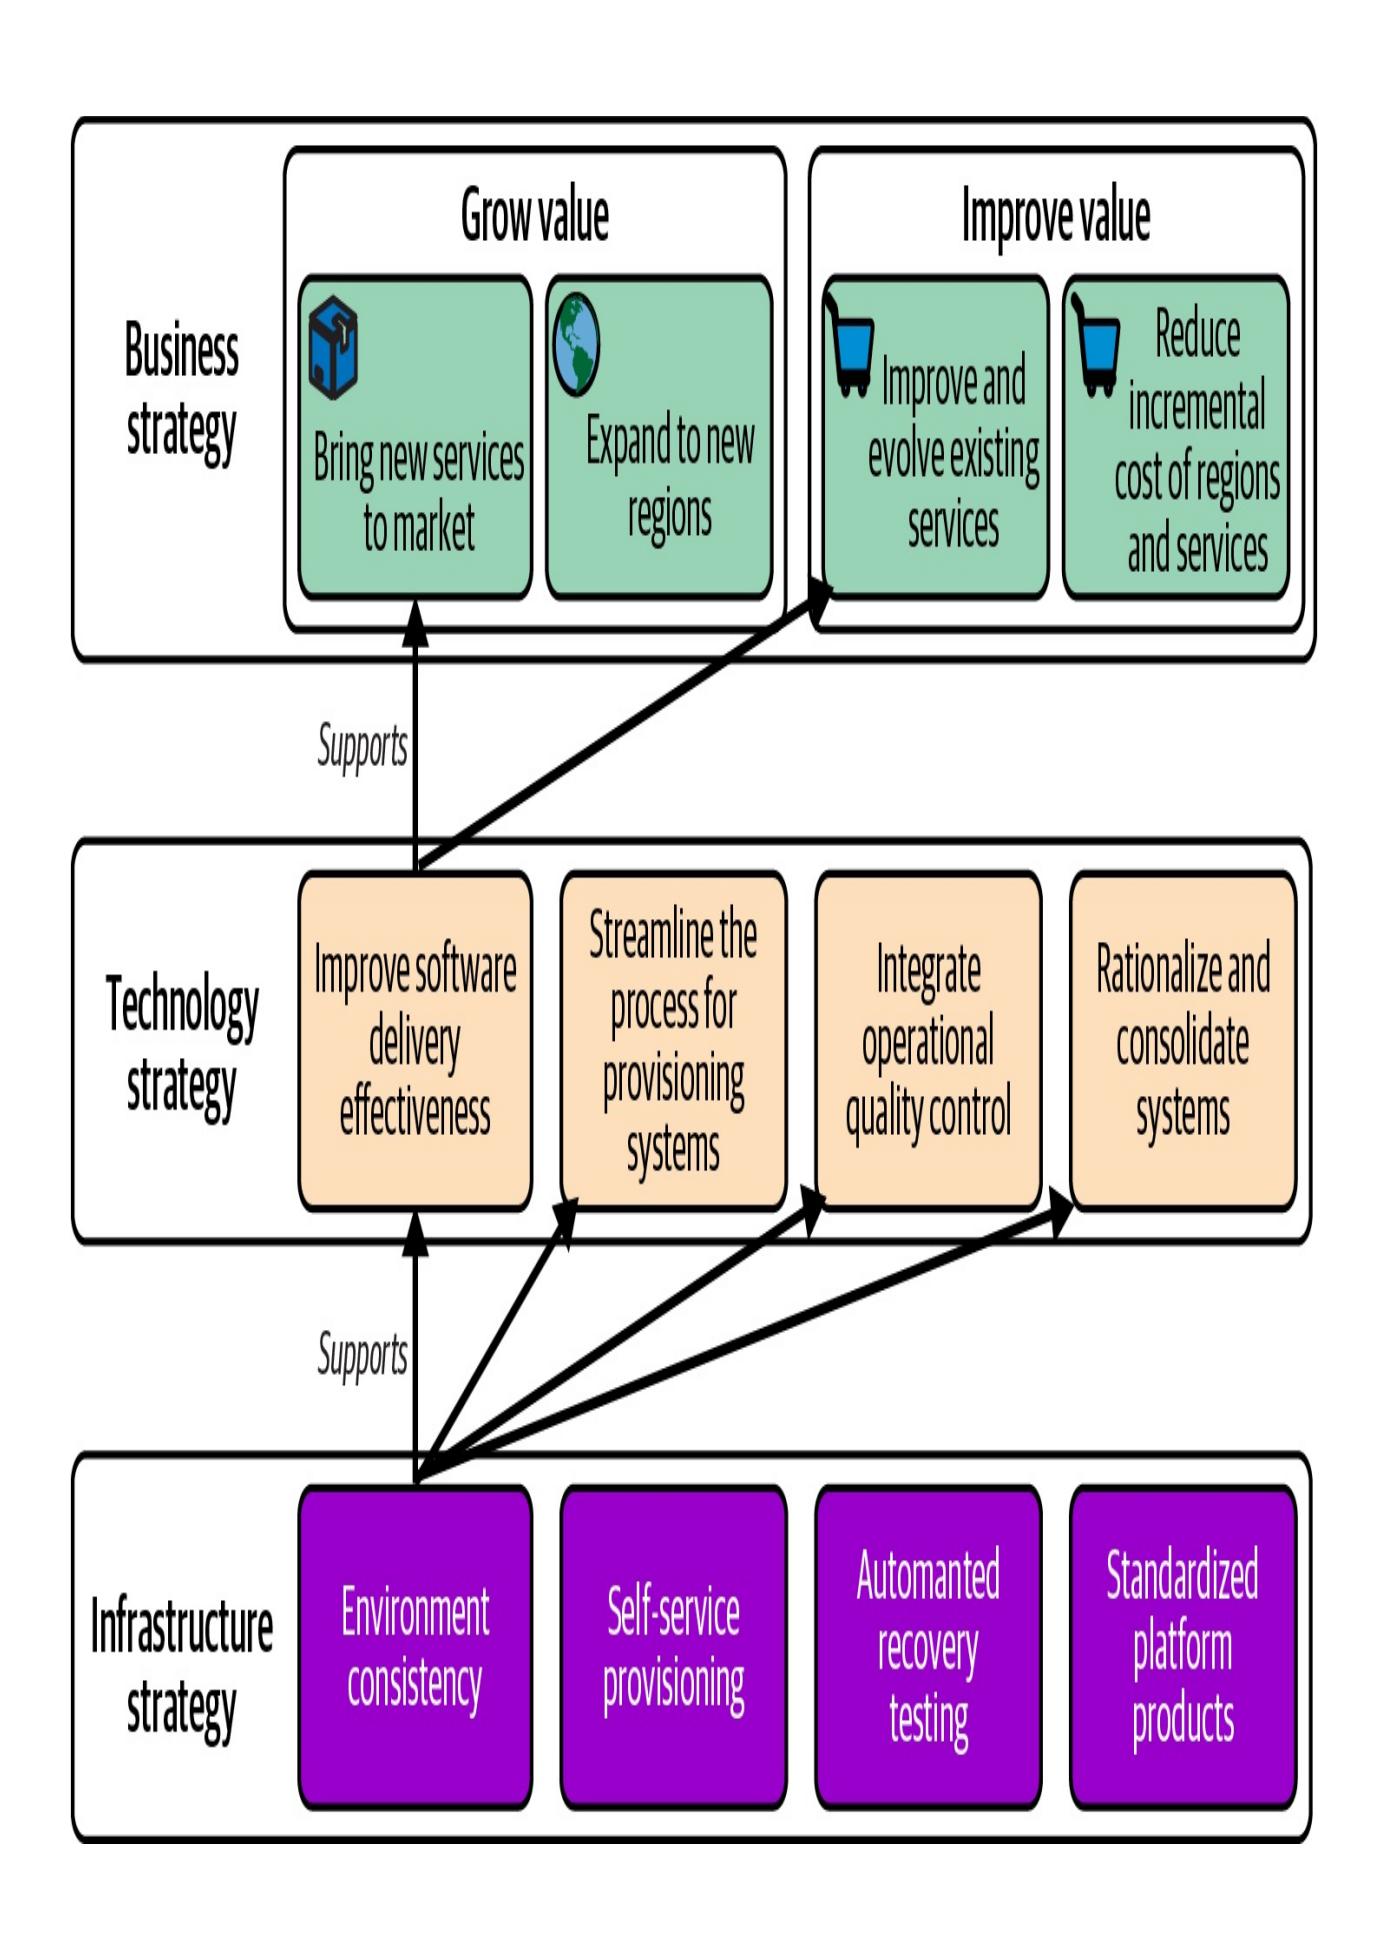 Grow value
Improve value
Business
strategy
Bring new services
to market
Expand to new
regions
Improve and
evolve existing
services
Reduce
incremental
cost of regions
and services
Supports
Technology
strategy
Improve software
delivery
effectiveness
Streamline the
process for
provisioning
systems
Integrate
operational
quality control
Rationalize and
consolidate
systems
Supports
Infrastructure
strategy
Environment
consistency
Self-service
provisioning
Automanted
recovery
testing
Standardized
platform
products